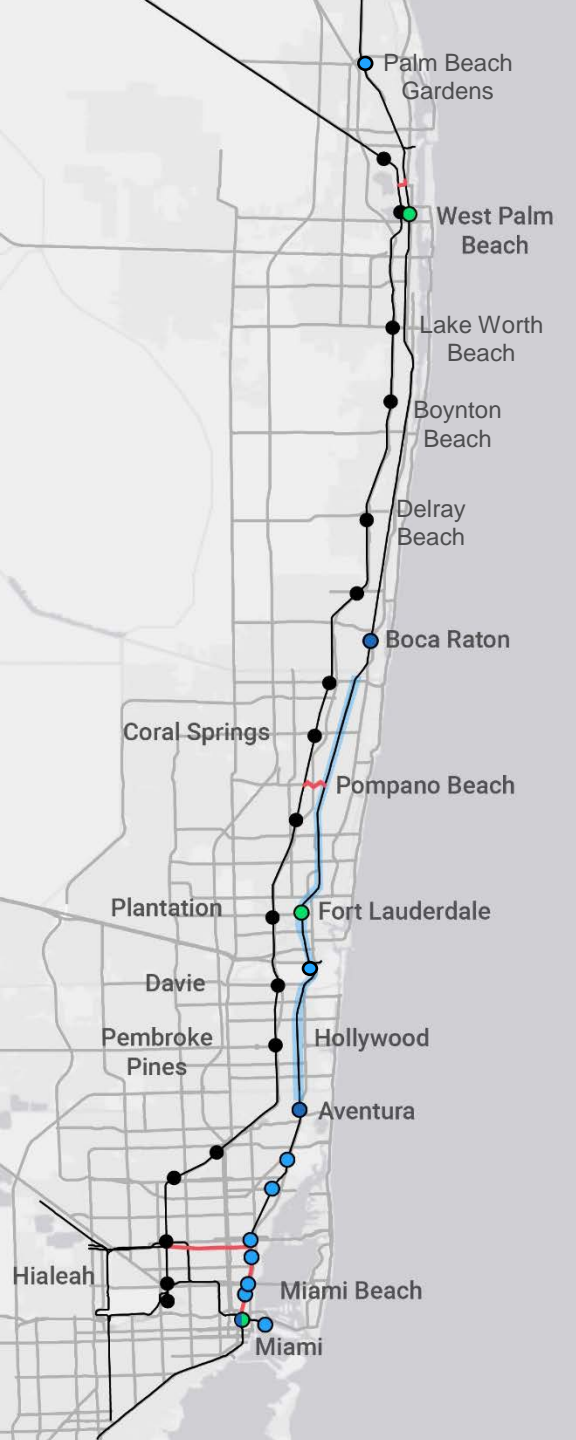 Palm Beach
Gardens
West Palm
Beach
Lake Worth
Beach
Boynton
Beach
Delray
Beach
Boca Raton
Coral Springs
Pompano Beach
Plantation
Fort Lauderdale
Davie
Pembroke
Pines
Hollywood
Aventura
Hialeah
Miami Beach
Miami